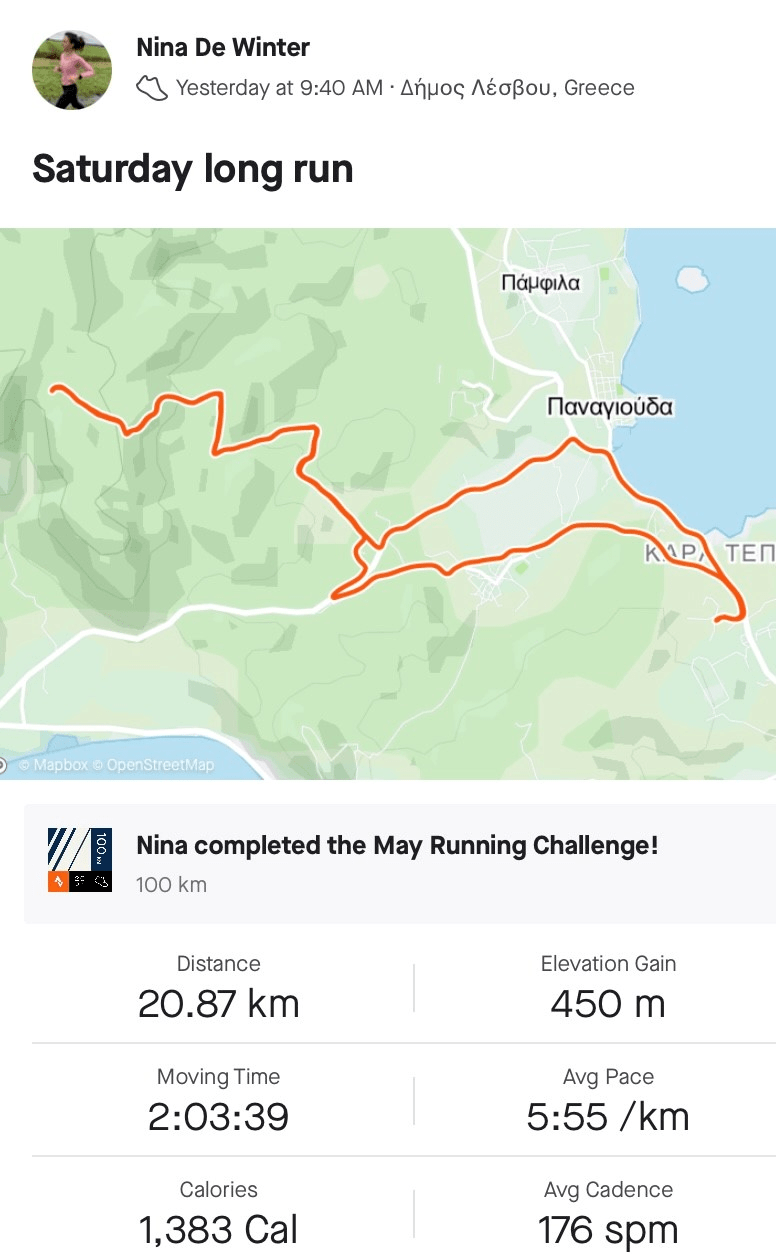 Nina De Winter
Yesterday at 9:40 AM · Δήμος Λέσβου, Greece
Saturday long run
Πάμφιλα
Παναγιούδα
ΚΑΡΑ ΤΕΠ
© Mapbox © OpenStreetMap
100
Nina completed the May Running Challenge!
100 km
Distance
20.87 km
Elevation Gain
450 m
Moving Time
2:03:39
Avg Pace
5:55 /km
Calories
1,383 Cal
Avg Cadence
176 spm